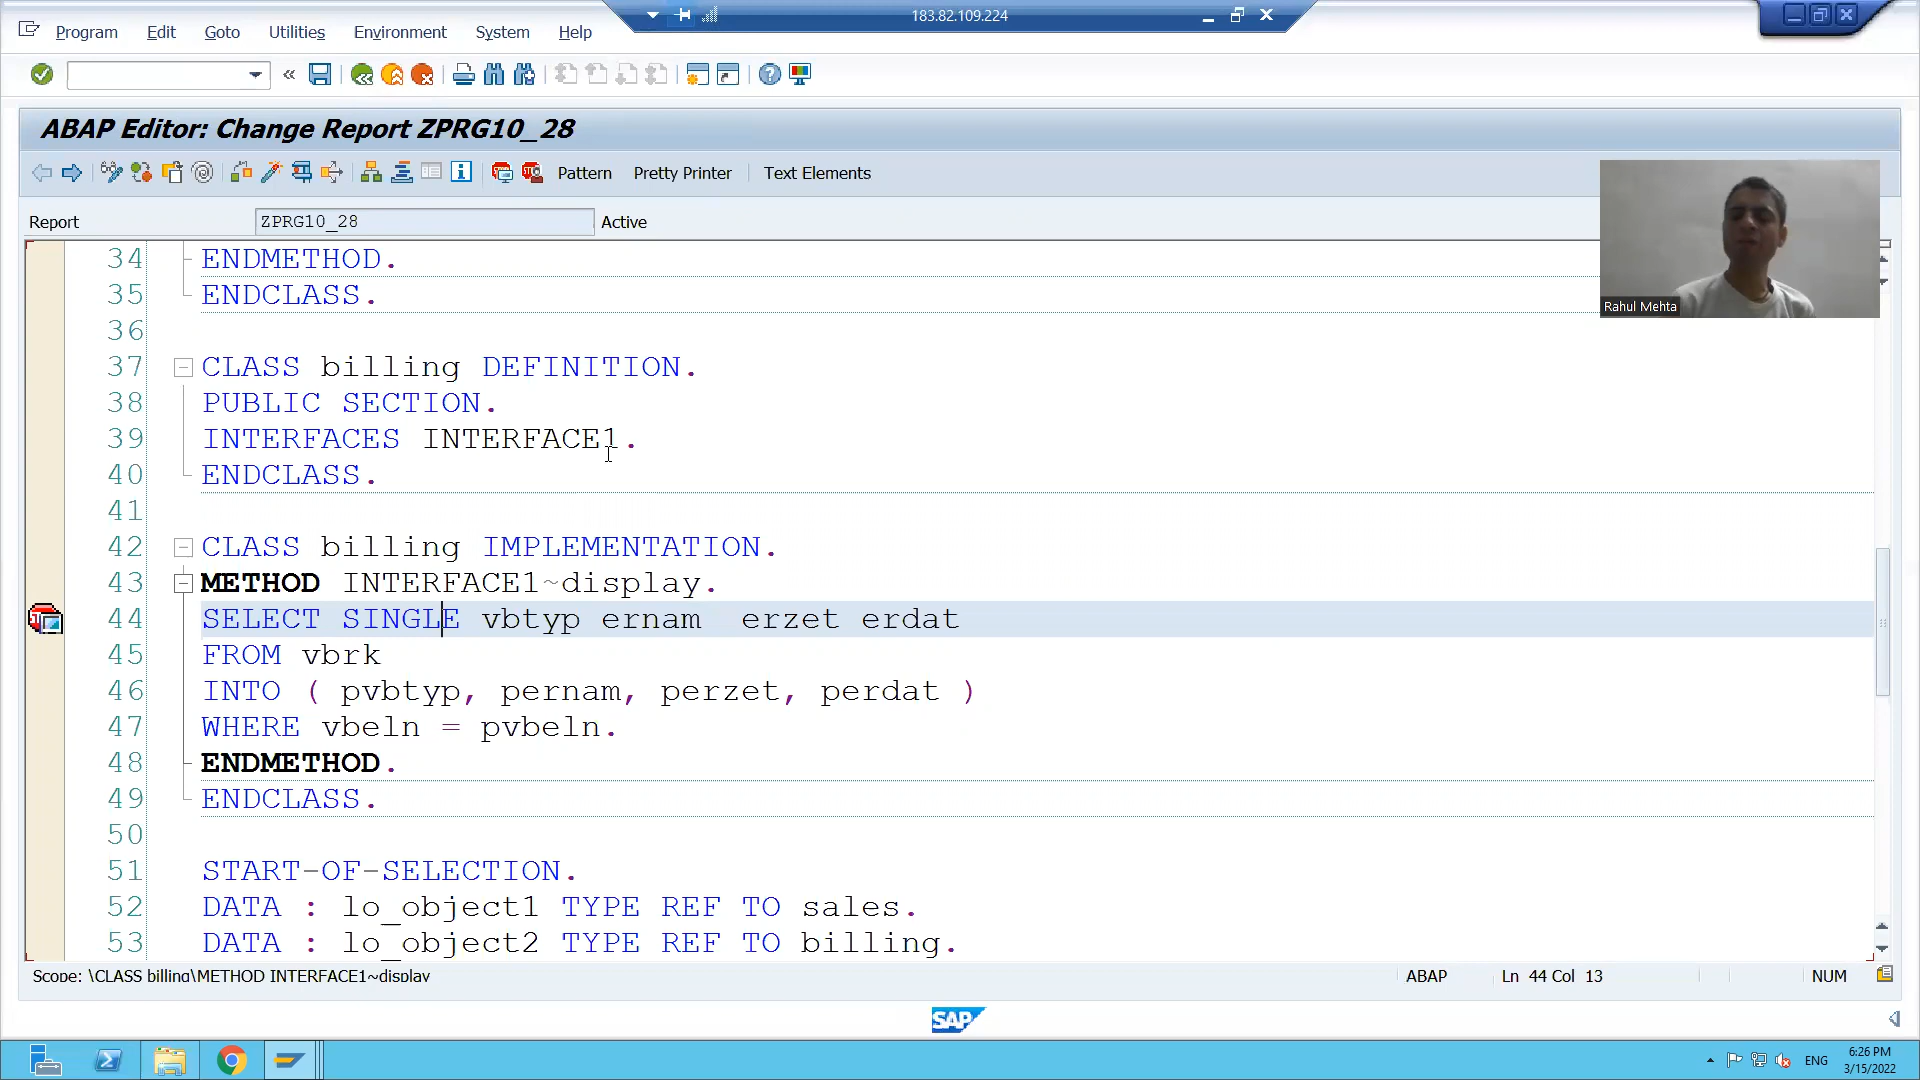 183.82.109.224
Program Edit Goto Utilities Environment System Help
ABAP Editor: Change Report ZPRG10_28
Pattern Pretty Printer Text Elements
Report ZPRG10_28 Active
Rahul Mehta
34 ENDMETHOD.
35 ENDCLASS.
36
37 CLASS billing DEFINITION.
38 PUBLIC SECTION.
39 INTERFACES INTERFACE1.
40 ENDCLASS.
41
42 CLASS billing IMPLEMENTATION.
43 METHOD INTERFACE1~display.
44 SELECT SINGLE vbtyp ernam  erzet erdat
45 FROM vbrk
46 INTO ( pvbtyp, pernam, perzet, perdat )
47 WHERE vbeln = pvbeln.
48 ENDMETHOD.
49 ENDCLASS.
50
51 START-OF-SELECTION.
52 DATA : lo_object1 TYPE REF TO sales.
53 DATA : lo_object2 TYPE REF TO billing.
Scope: \CLASS billing\METHOD INTERFACE1~display ABAP Ln 44 Col 13 NUM
SAP
ENG 6:26 PM
3/15/2022